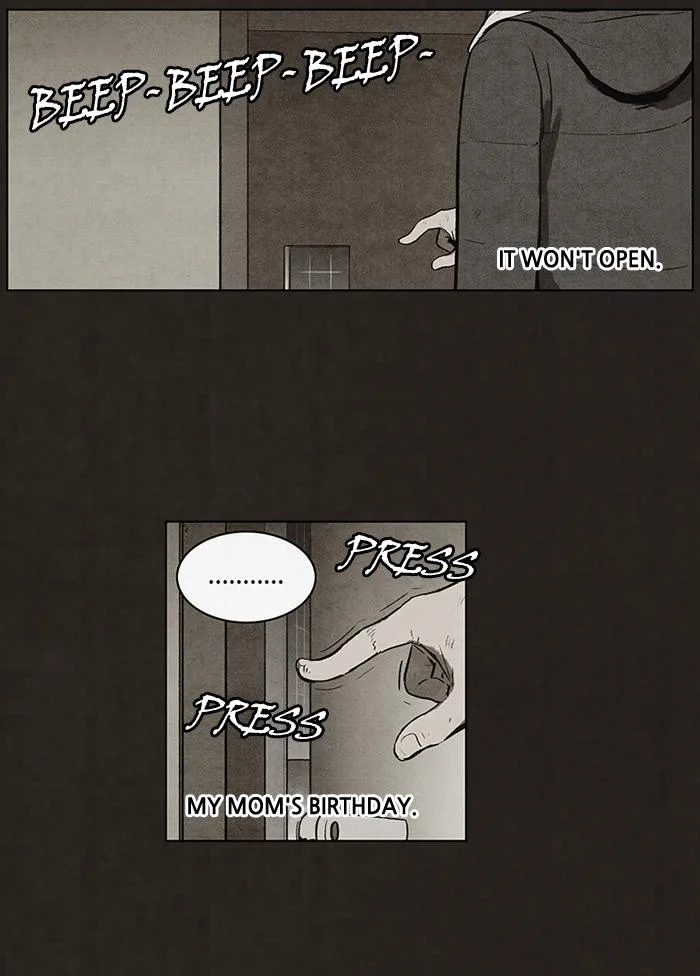 BEEP-BEEP-BEEP-
IT WON'T OPEN.
...........
PRESS
PRESS
MY MOM'S BIRTHDAY.